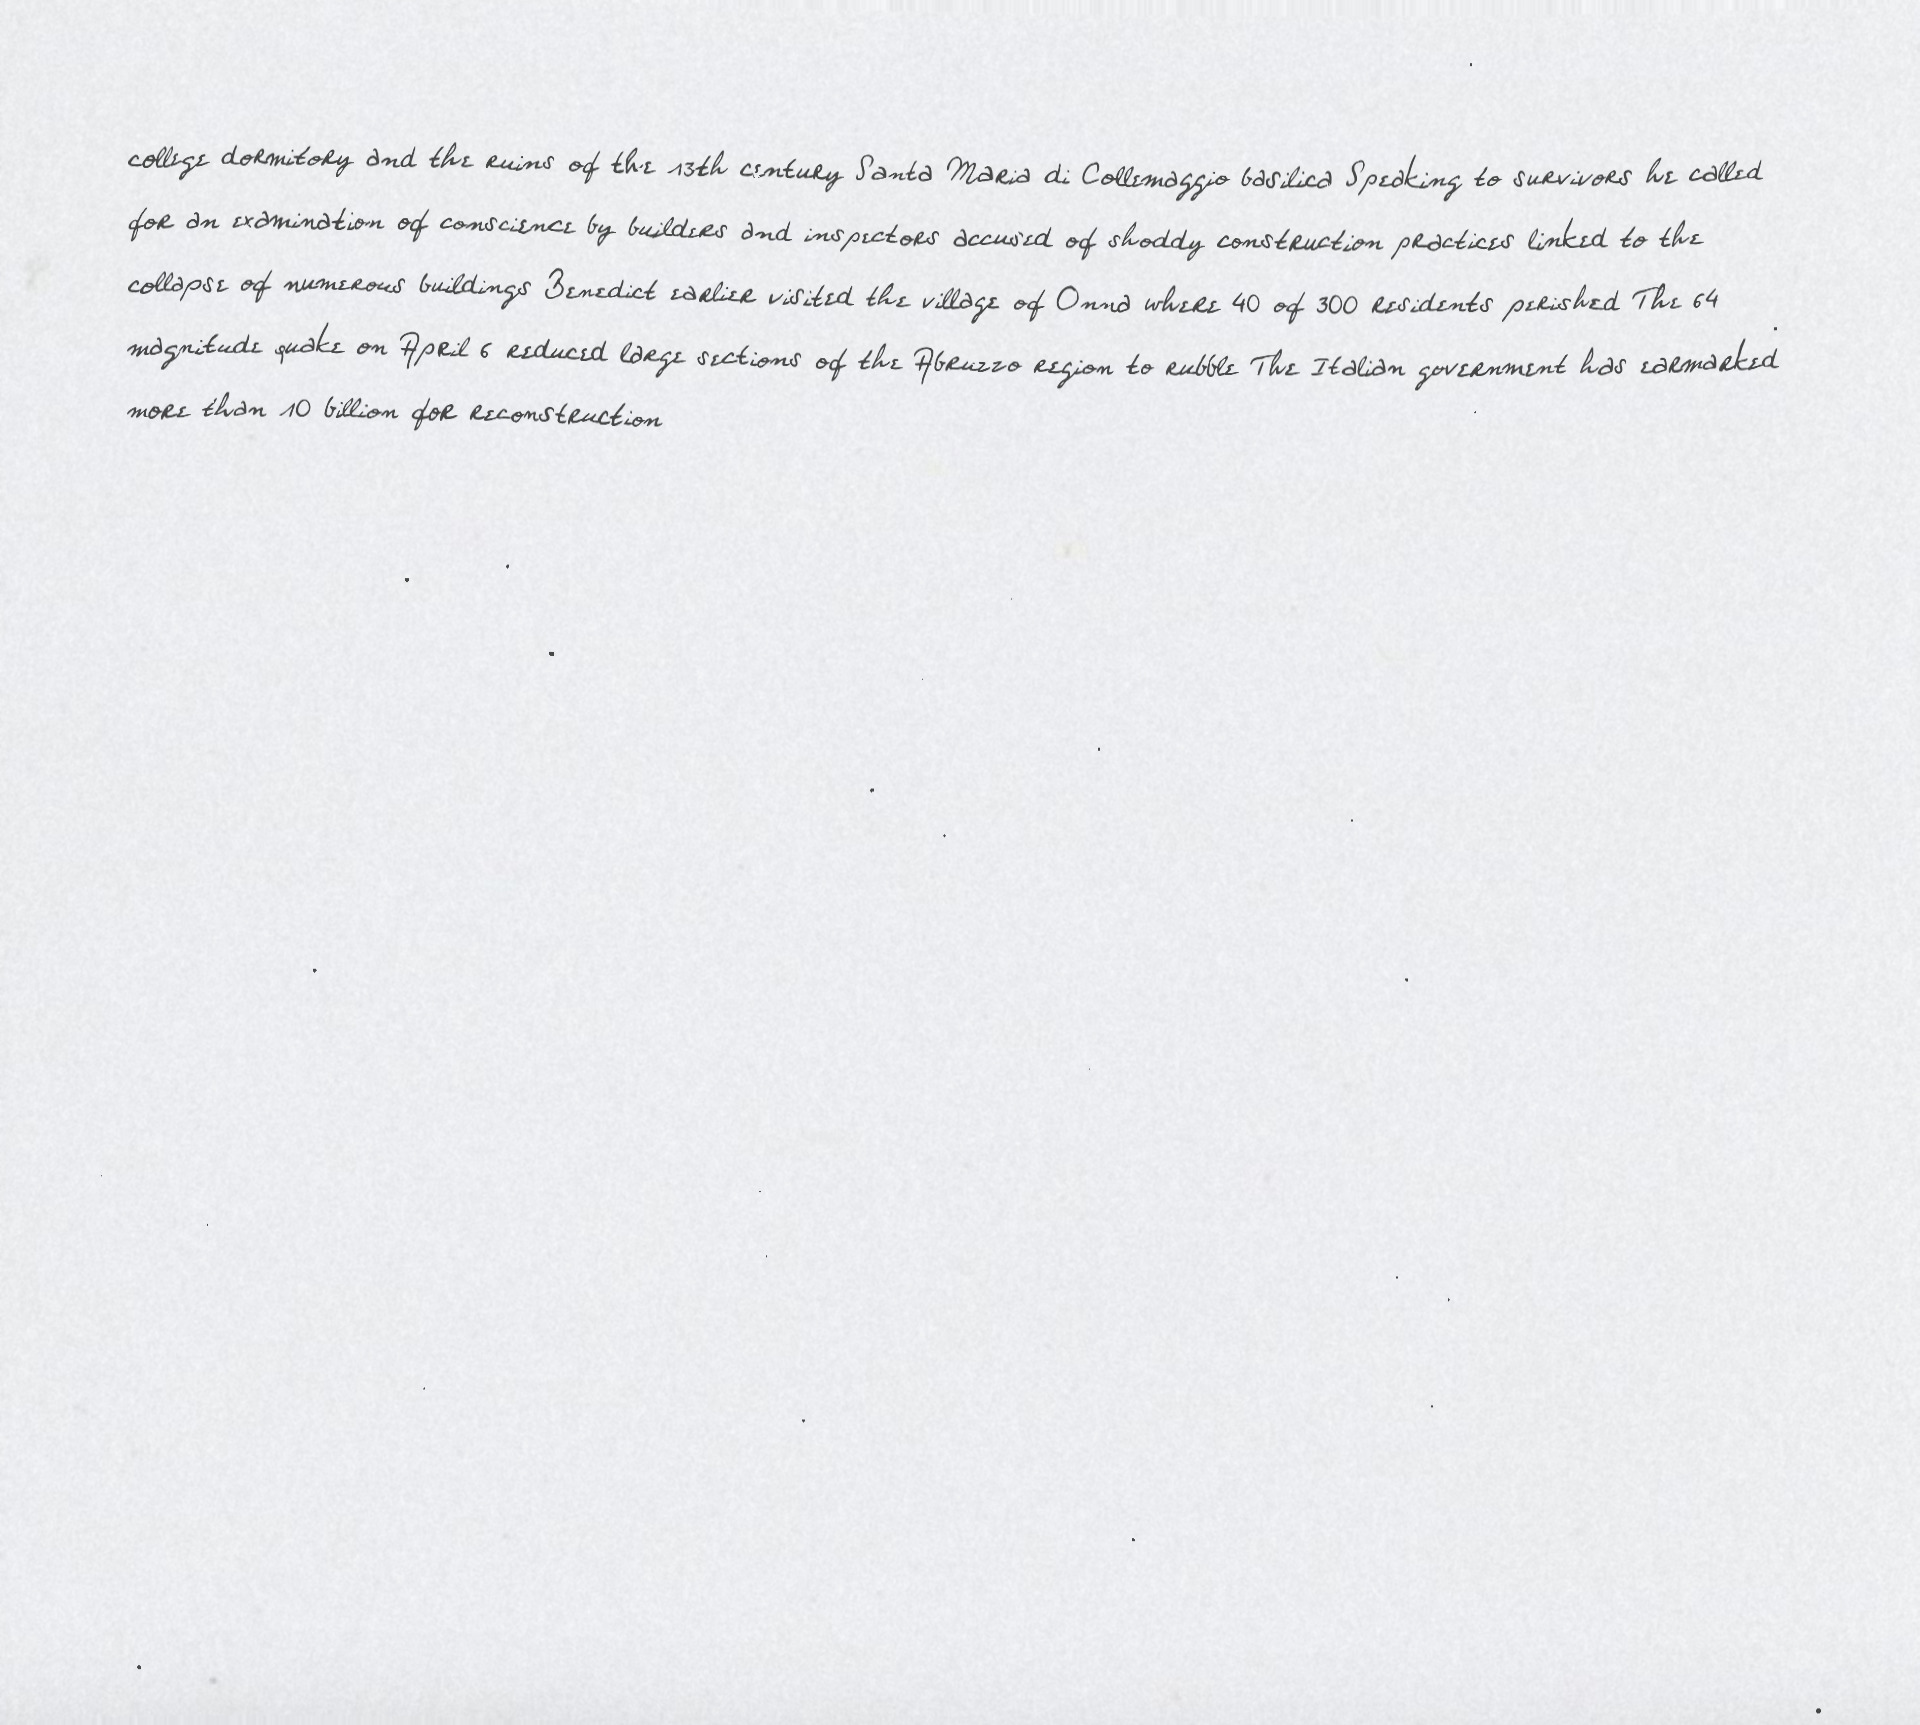 college dormitory and the ruins of the 13th century Santa Maria di Collemaggio basilica Speaking to survivors he called
for an examination of conscience by builders and inspectors accused of shoddy construction practices linked to the
collapse of numerous buildings Benedict earlier visited the village of Onna where 40 of 300 residents perished The 64
magnitude quake on April 6 reduced large sections of the Abruzzo region to rubble The Italian government has earmarked
more than 10 billion for reconstruction